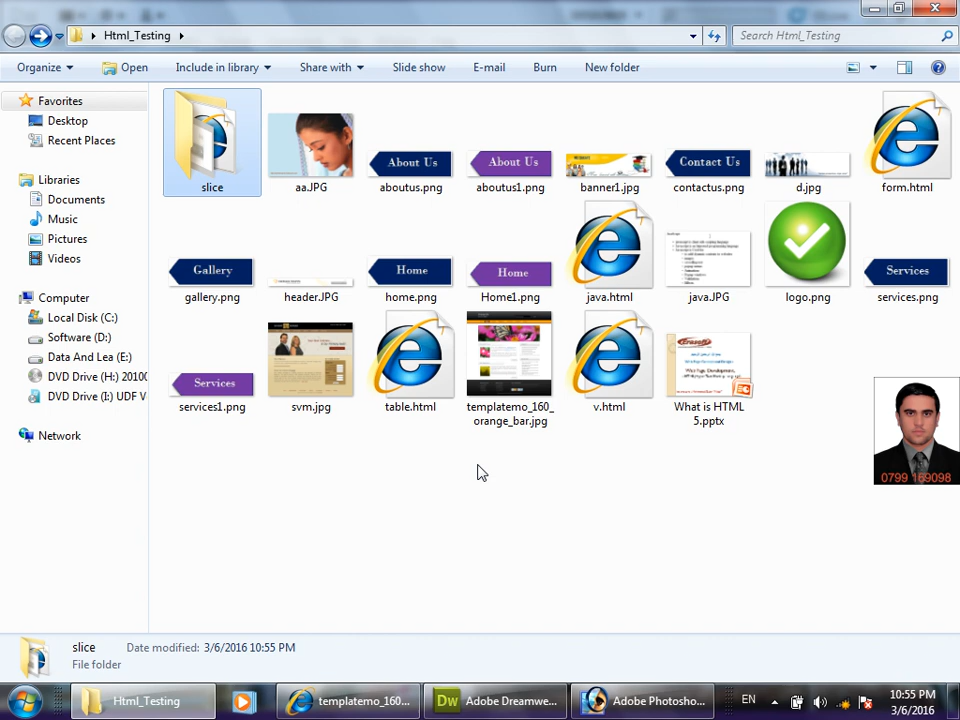 Html_Testing
Search Html_Testing
Organize
Open
Include in library
Share with
Slide show
E-mail
Burn
New folder
Favorites
Desktop
Recent Places
Libraries
Documents
Music
Pictures
Videos
Computer
Local Disk (C:)
Software (D:)
Data And Lea (E:)
DVD Drive (H:) 20100
DVD Drive (I:) UDF V
Network
slice
aa.JPG
About Us
aboutus.png
About Us
aboutus1.png
banner1.jpg
Contact Us
contactus.png
d.jpg
form.html
Gallery
gallery.png
header.JPG
Home
home.png
Home
Home1.png
java.html
java.JPG
logo.png
Services
services.png
Services
services1.png
svm.jpg
table.html
templatemo_160_
orange_bar.jpg
v.html
What is HTML
5.pptx
0799 169098
slice
Date modified: 3/6/2016 10:55 PM
File folder
Html_Testing
templatemo_160...
Dw
Adobe Dreamwe...
Adobe Photosho...
EN
10:55 PM
3/6/2016